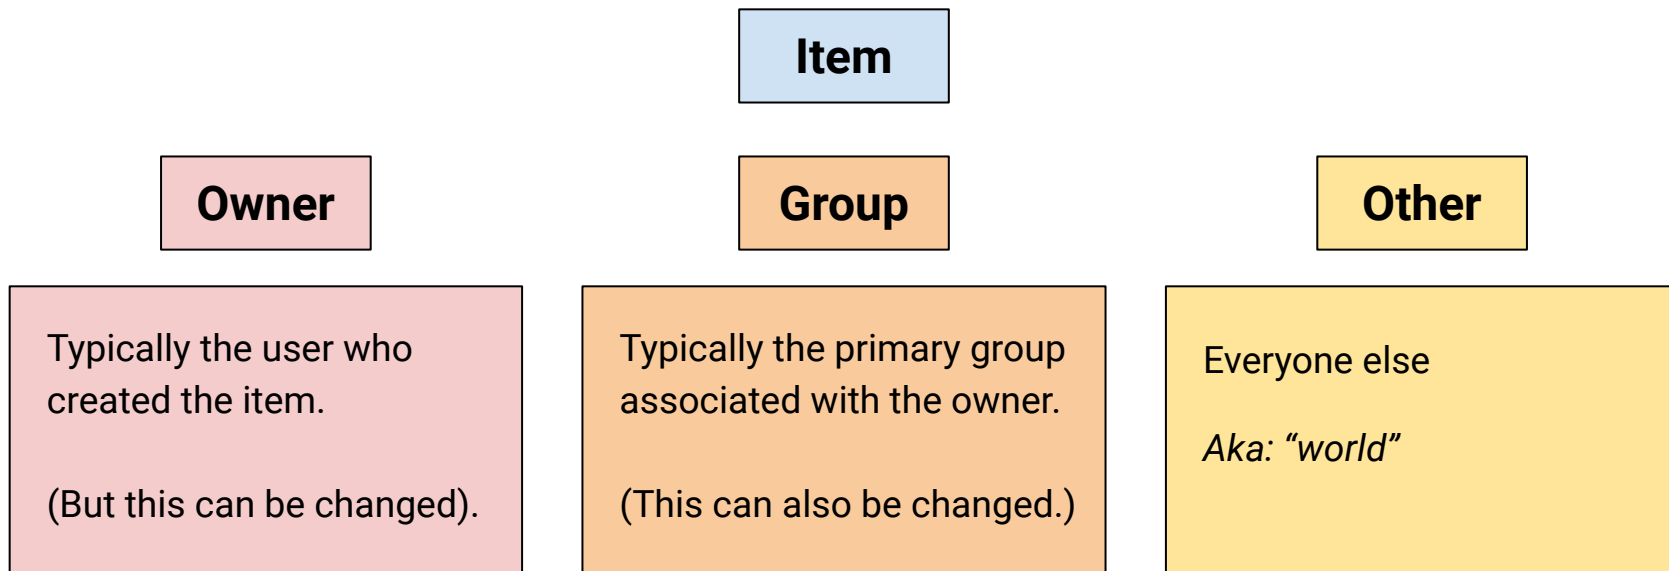 Item
Owner
Group
Other
Typically the user who
created the item.
(But this can be changed).
Typically the primary group
associated with the owner.
(This can also be changed.)
Everyone else
Aka: “world”